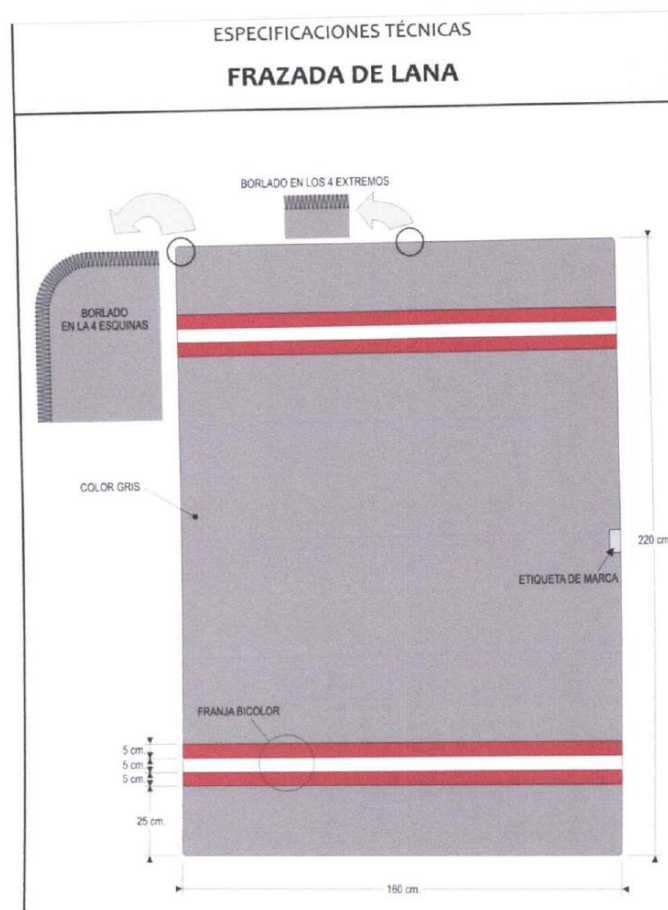 ESPECIFICACIONES TÉCNICAS
FRAZADA DE LANA
BORLADO EN LOS 4 EXTREMOS
BORLADO
EN LA 4 ESQUINAS
COLOR GRIS
220 cm.
ETIQUETA DE MARCA
FRANJA BICOLOR
5 cm.
5 cm.
5 cm.
25 cm.
160 cm.